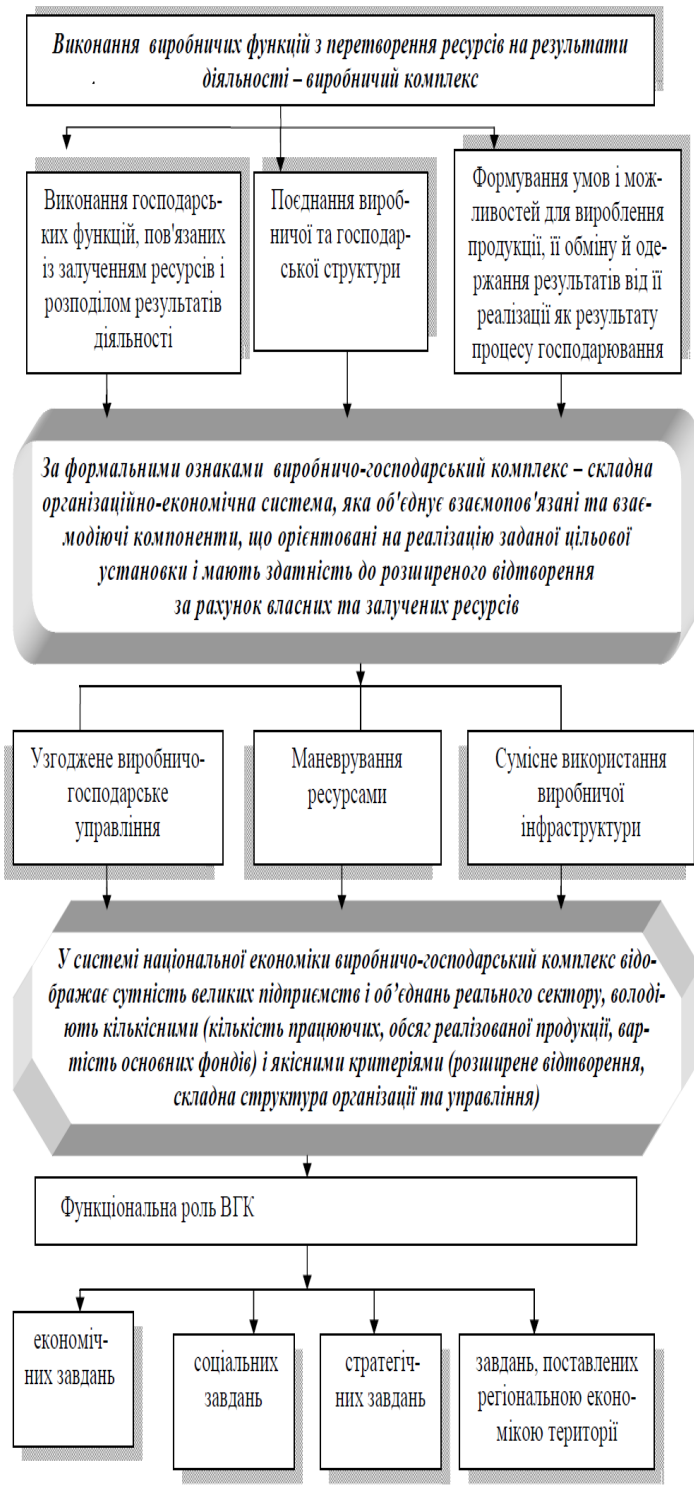 Виконання виробничих функцій з перетворення ресурсів на результати
діяльності – виробничий комплекс
Виконання господарсь-
ких функцій, пов'язаних
із залученням ресурсів і
розподілом результатів
діяльності
Поєднання вироб-
ничої та господар-
ської структури
Формування умов і мож-
ливостей для вироблення
продукції, її обміну й оде-
ржання результатів від її
реалізації як результату
процесу господарювання
За формальними ознаками виробничо-господарський комплекс – складна
організаційно-економічна система, яка об'єднує взаємопов'язані та взає-
модіючі компоненти, що орієнтовані на реалізацію заданої цільової
установки і мають здатність до розширеного відтворення
за рахунок власних та залучених ресурсів
Узгоджене виробничо-
господарське
управління
Маневрування
ресурсами
Сумісне використання
виробничої
інфраструктури
У системі національної економіки виробничо-господарський комплекс відо-
бражає сутність великих підприємств і об’єднань реального сектору, володі-
ють кількісними (кількість працюючих, обсяг реалізованої продукції, вар-
тість основних фондів) і якісними критеріями (розширене відтворення,
складна структура організації та управління)
Функціональна роль ВГК
економіч-
них завдань
соціальних
завдань
стратегіч-
них завдань
завдань, поставлених
регіональною еконо-
мікою території